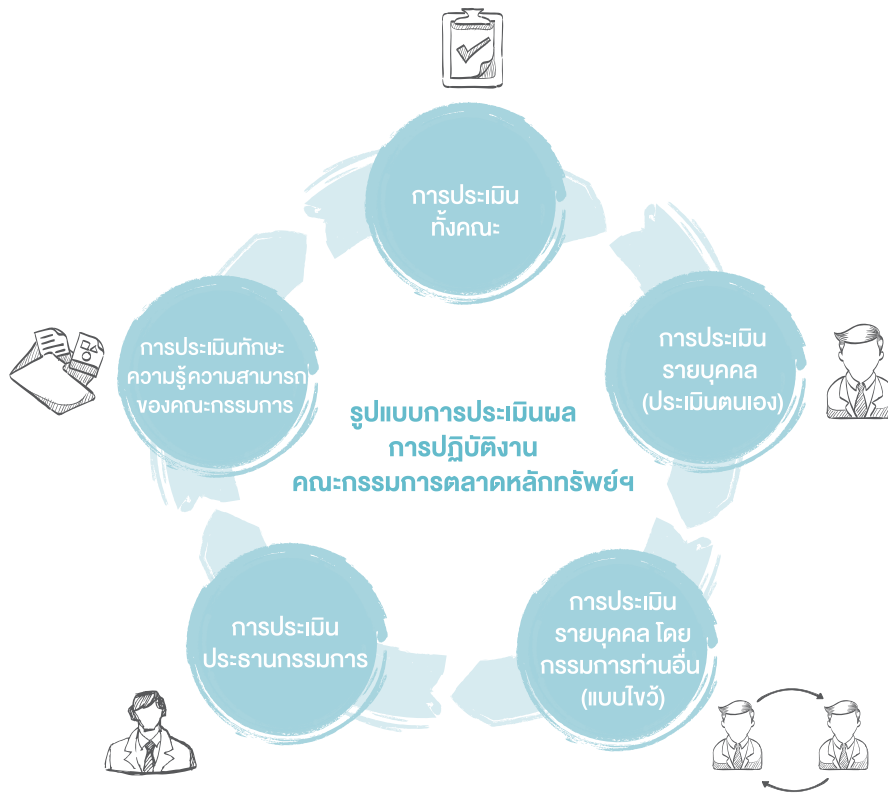 การประเมิน
ทั้งคณะ
การประเมิน
รายบุคคล
(ประเมินตนเอง)
การประเมิน
รายบุคคล โดย
กรรมการท่านอื่น
(แบบไขว้)
การประเมิน
ประธานกรรมการ
การประเมินทักษะ
ความรู้ความสามารถ
ของคณะกรรมการ
รูปแบบการประเมินผล
การปฏิบัติงาน
คณะกรรมการตลาดหลักทรัพย์ฯ